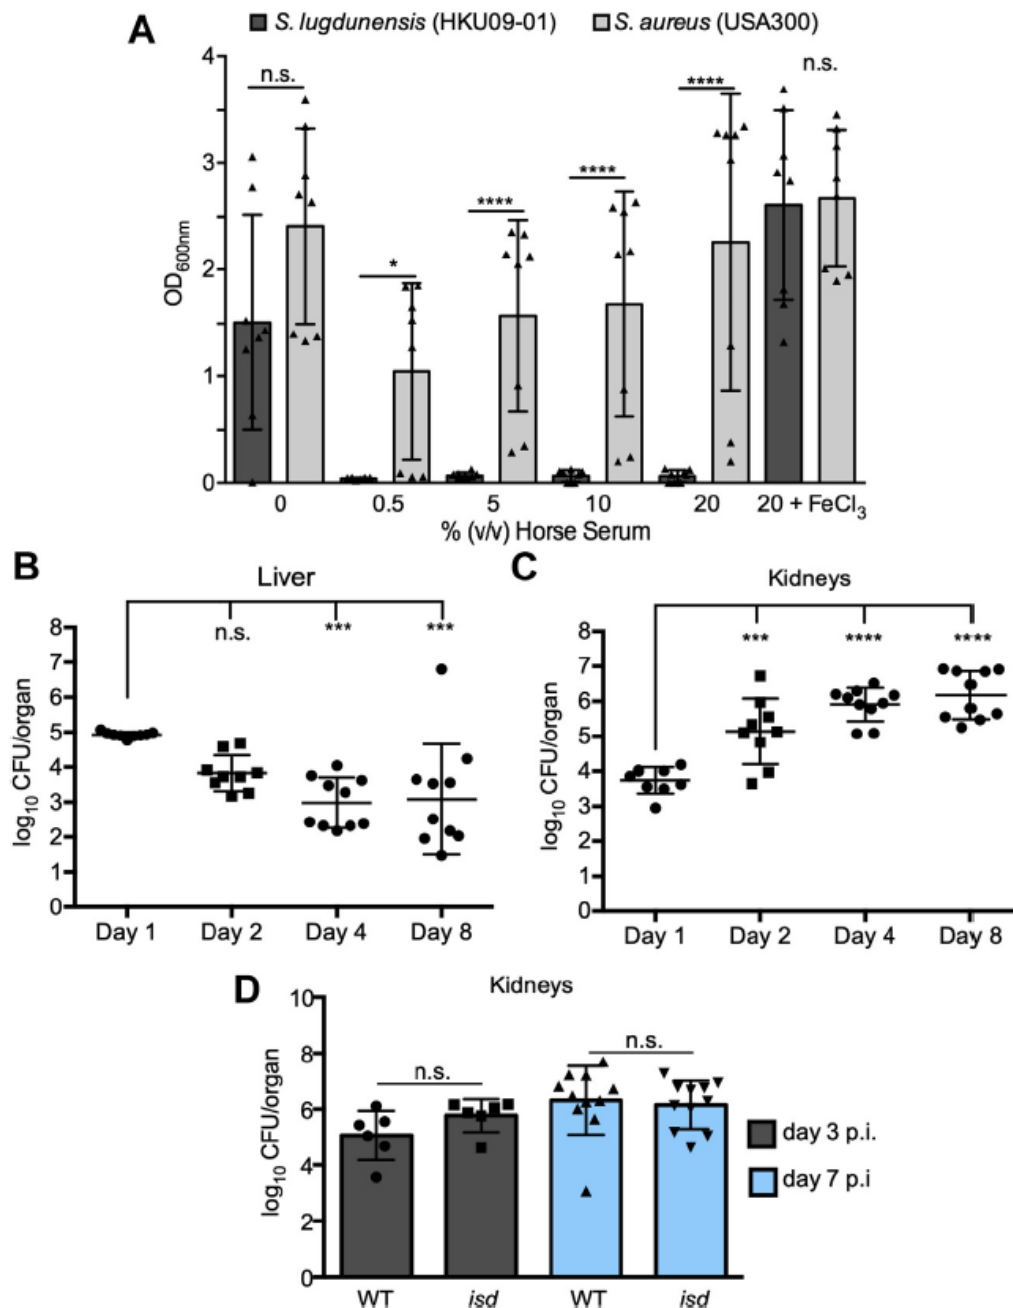 A
S. lugdunensis (HKU09-01) S. aureus (USA300)
n.s. * **** **** **** n.s.
OD600nm
4
3
2
1
0
0 0.5 5 10 20 20 + FeCl3
% (v/v) Horse Serum
B
Liver
n.s. *** ***
log10 CFU/organ
8
7
6
5
4
3
2
1
0
Day 1 Day 2 Day 4 Day 8
C
Kidneys
*** **** ****
log10 CFU/organ
8
7
6
5
4
3
2
1
0
Day 1 Day 2 Day 4 Day 8
D
Kidneys
n.s. n.s.
log10 CFU/organ
10
8
6
4
2
0
WT isd WT isd
day 3 p.i.
day 7 p.i